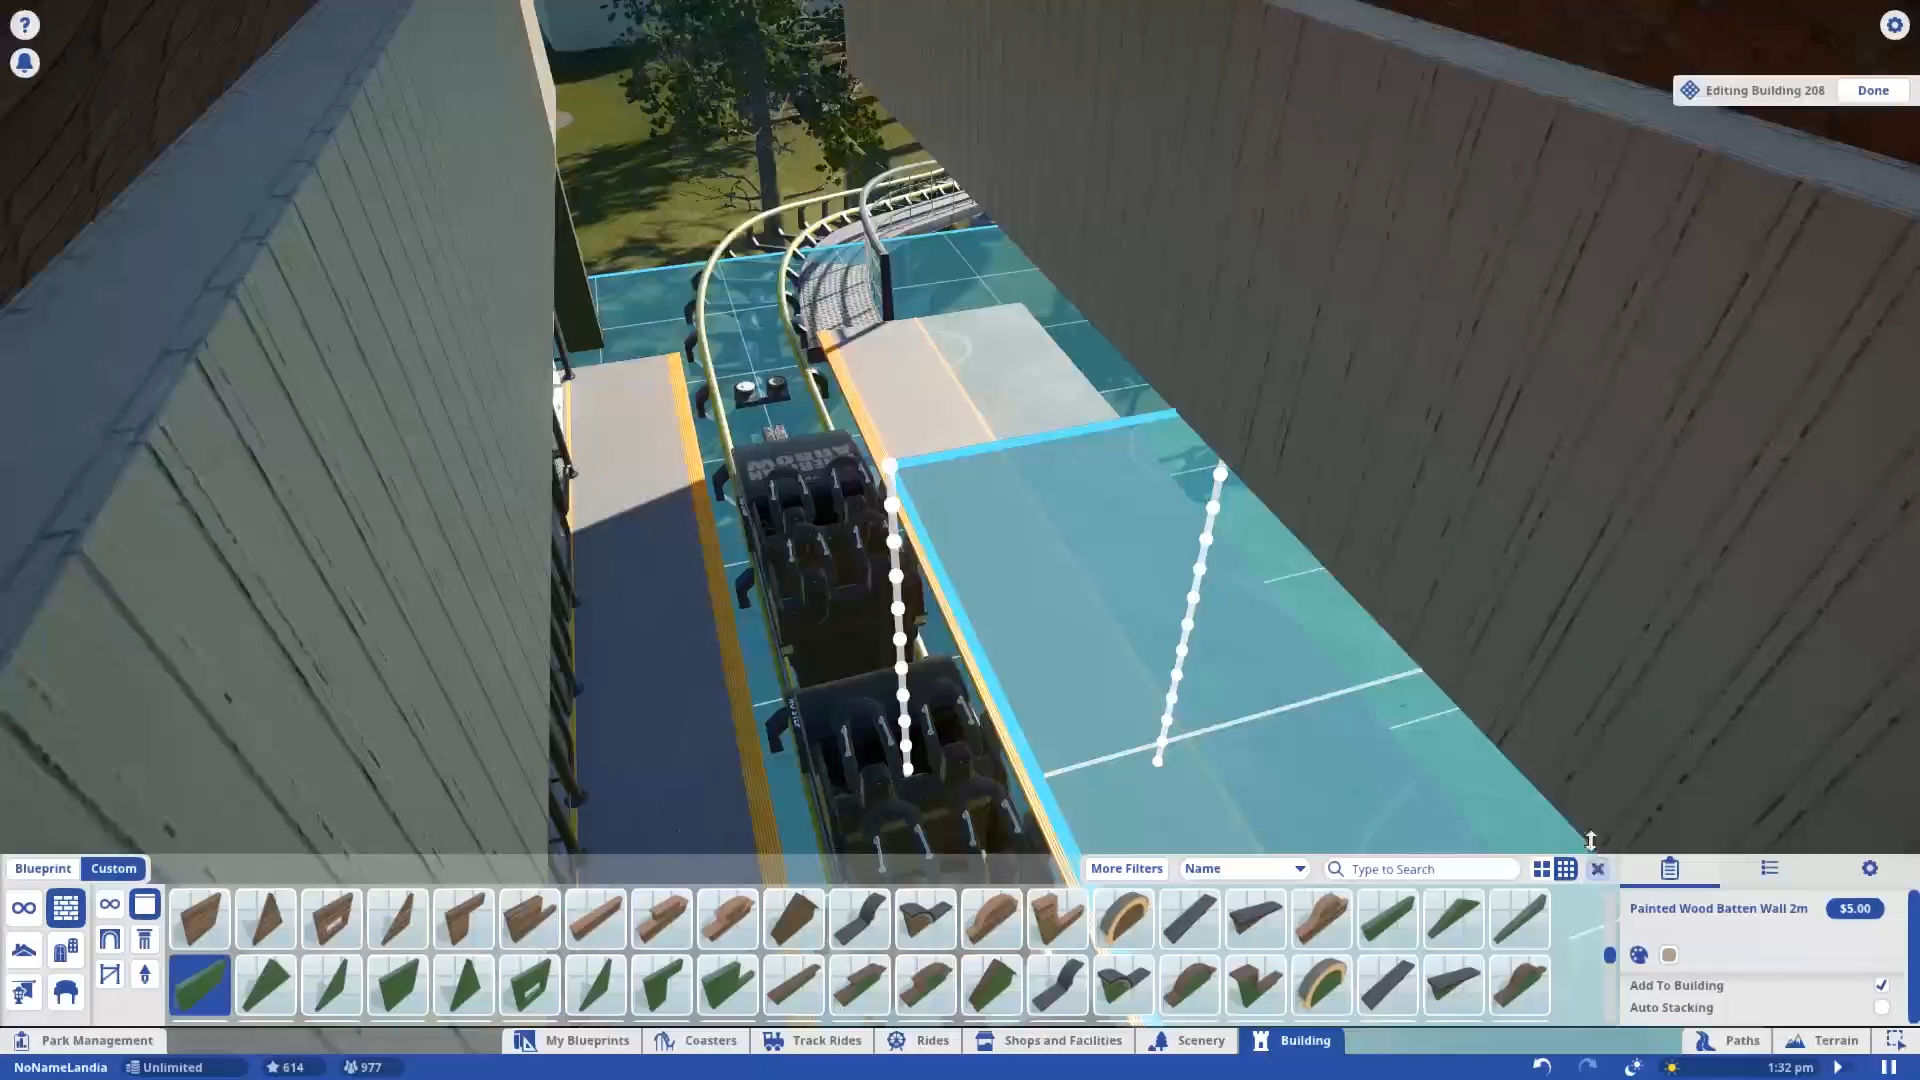 ?
Editing Building 208
Done
ARROW
Blueprint
Custom
More Filters
Name
Type to Search
Painted Wood Batten Wall 2m
$5.00
Add To Building
Auto Stacking
Park Management
My Blueprints
Coasters
Track Rides
Rides
Shops and Facilities
Scenery
Building
Paths
Terrain
NoNameLandia
Unlimited
614
977
1:32 pm